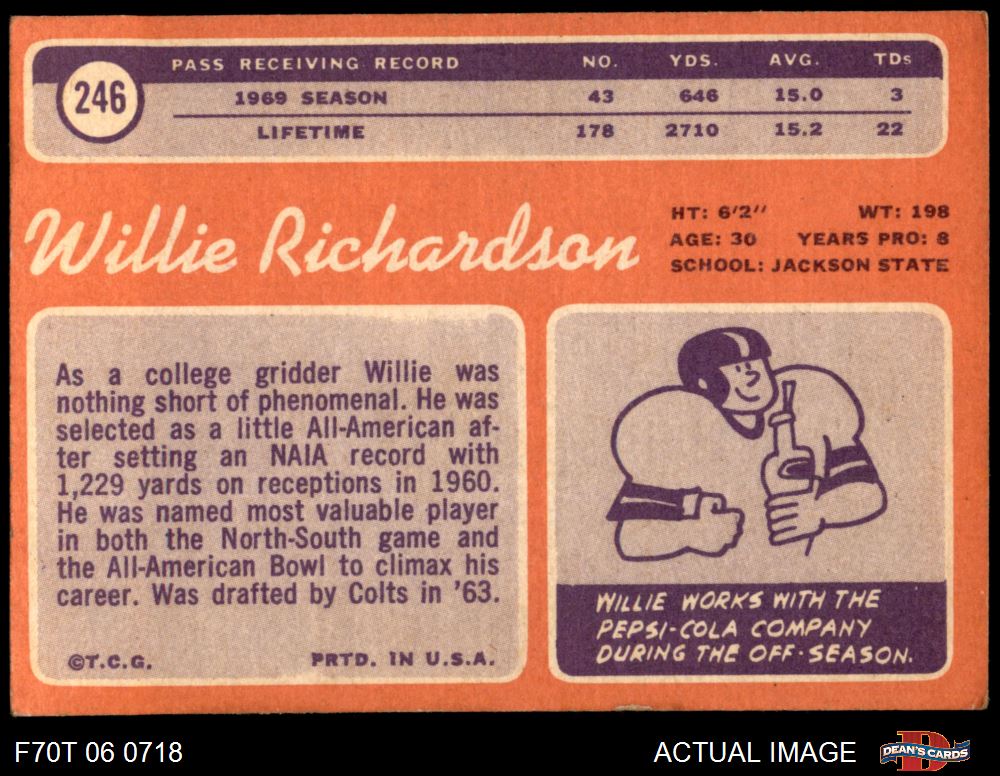 246
PASS RECEIVING RECORD NO. YDS. AVG. TDs
1969 SEASON 43 646 15.0 3
LIFETIME 178 2710 15.2 22
Willie Richardson
HT: 6'2" WT: 198
AGE: 30 YEARS PRO: 8
SCHOOL: JACKSON STATE
As a college gridder Willie was
nothing short of phenomenal. He was
selected as a little All-American af-
ter setting an NAIA record with
1,229 yards on receptions in 1960.
He was named most valuable player
in both the North-South game and
the All-American Bowl to climax his
career. Was drafted by Colts in '63.
©T.C.G. PRTD. IN U.S.A.
WILLIE WORKS WITH THE
PEPSI-COLA COMPANY
DURING THE OFF-SEASON.
F70T 06 0718 ACTUAL IMAGE D DEAN'S CARDS